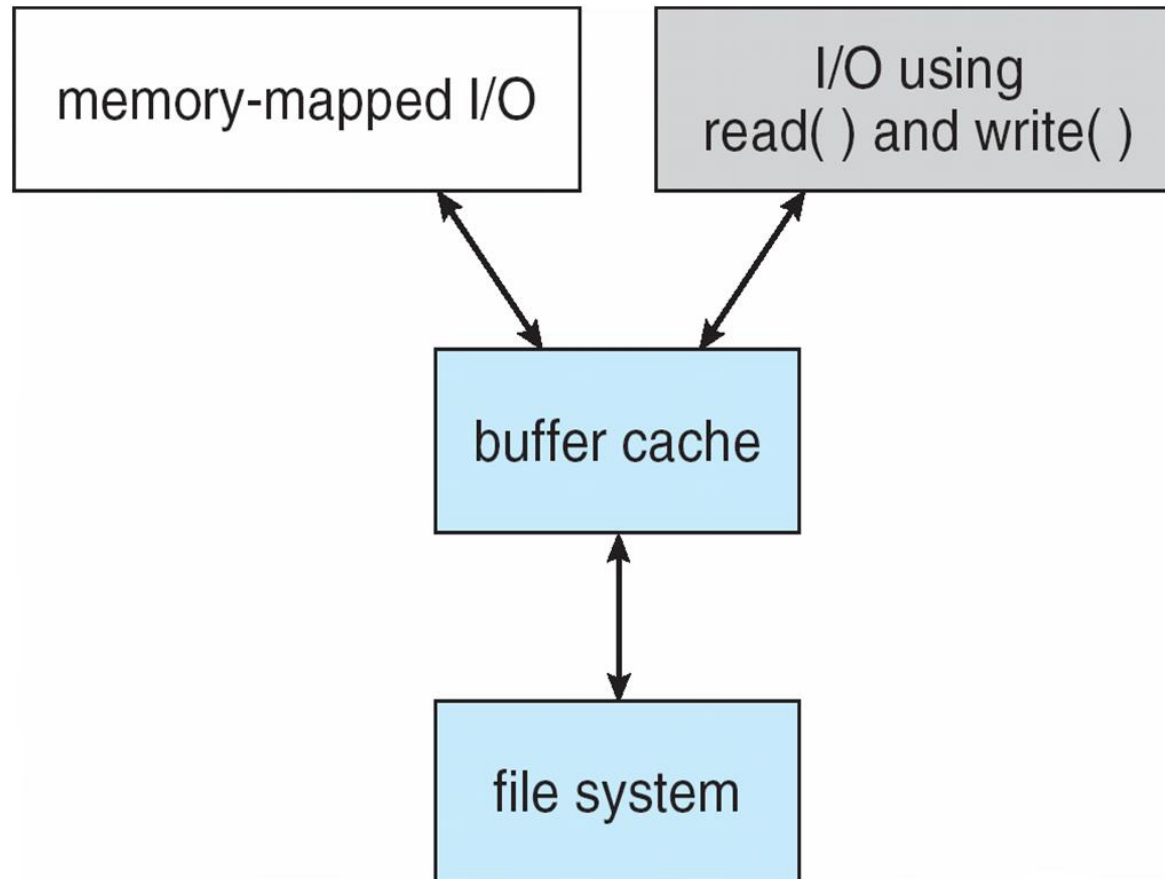 memory-mapped I/O
I/O using
read( ) and write( )
buffer cache
file system